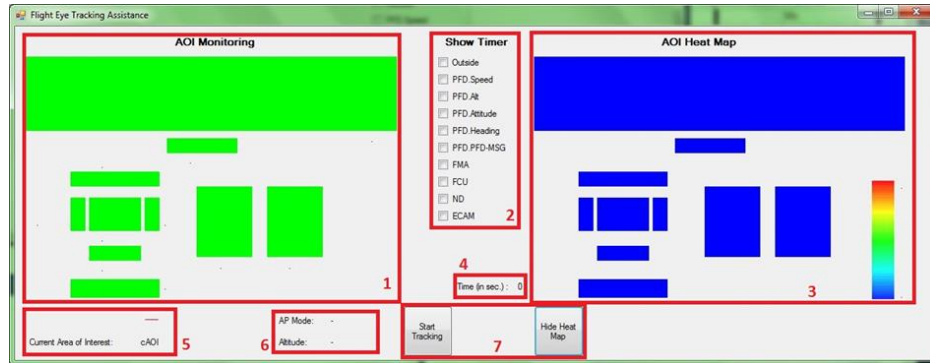 Flight Eye Tracking Assistance
AOI Monitoring
Show Timer
AOI Heat Map
Outside
PFD.Speed
PFD.Alt
PFD.Attitude
PFD.Heading
PFD.PFD-MSG
FMA
FCU
ND
ECAM
2
1
3
4
Time (in sec.) : 0
Current Area of Interest: cAOI
5
6
AP Mode: -
Altitude: -
Start
Tracking
7
Hide Heat
Map